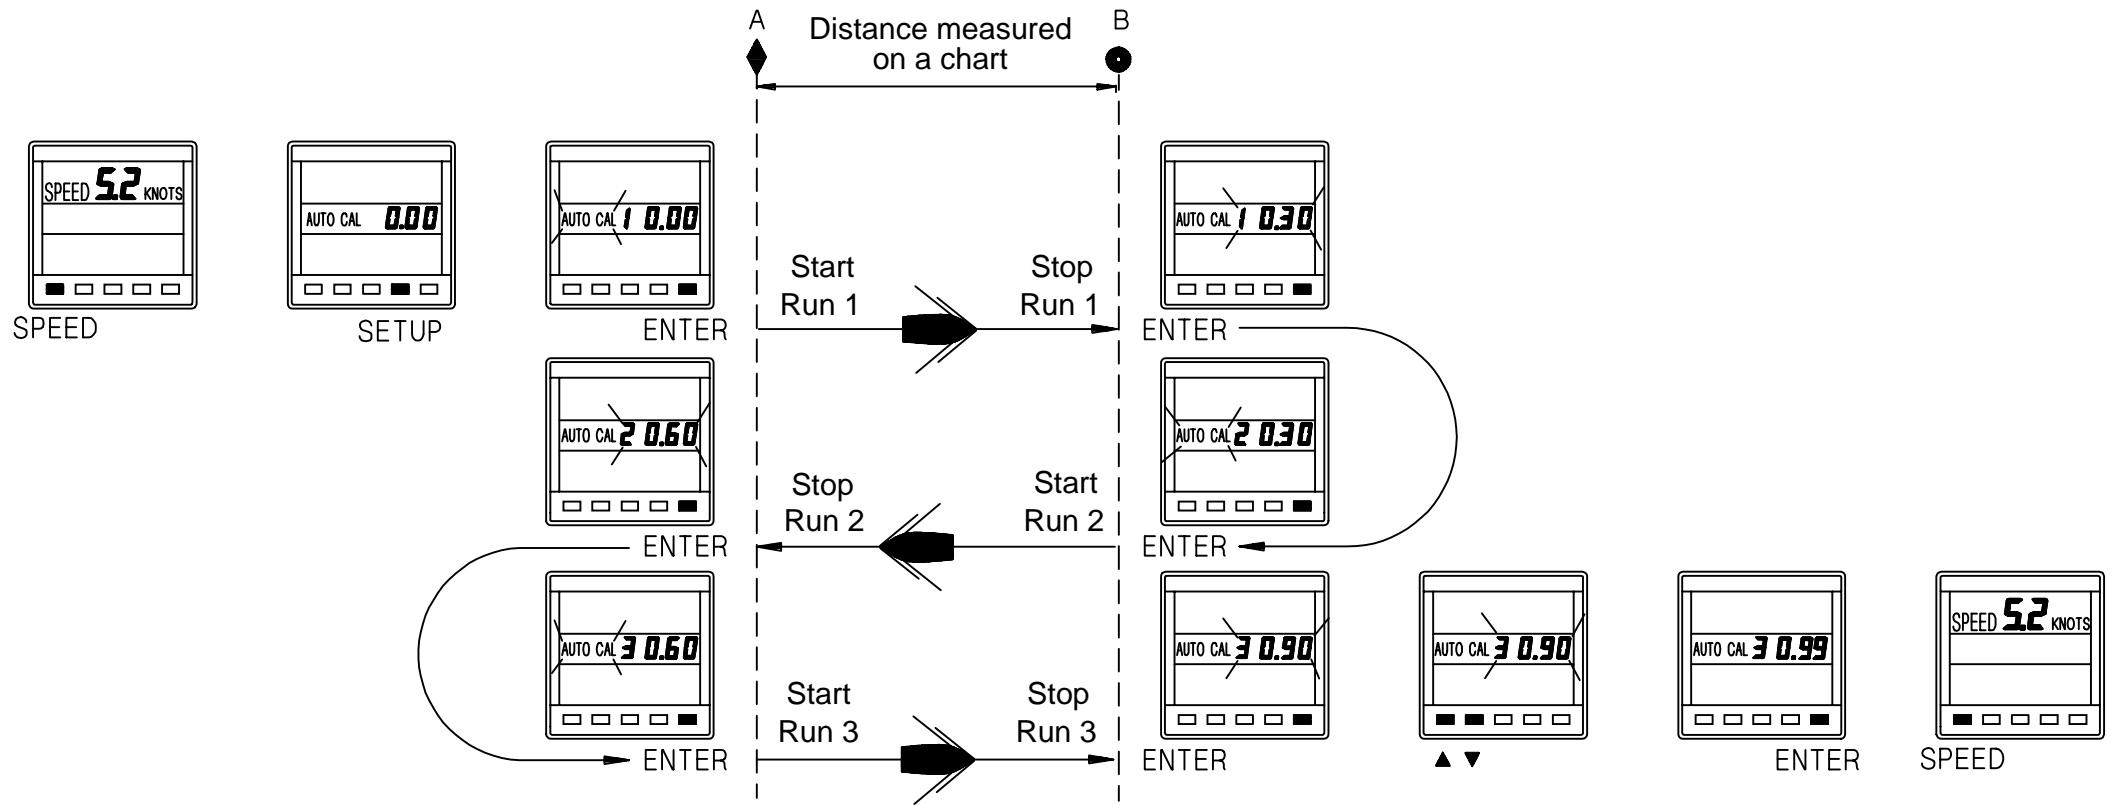 A
Distance measured
on a chart
B
SPEED 5.2 KNOTS
SPEED
AUTO CAL 0.00
SETUP
AUTO CAL 1 0.00
ENTER
Start
Run 1
Stop
Run 1
AUTO CAL 1 0.30
ENTER
AUTO CAL 2 0.60
ENTER
Stop
Run 2
Start
Run 2
AUTO CAL 2 0.30
ENTER
AUTO CAL 3 0.60
ENTER
Start
Run 3
Stop
Run 3
AUTO CAL 3 0.90
ENTER
AUTO CAL 3 0.90
▲ ▼
AUTO CAL 3 0.99
ENTER
SPEED 5.2 KNOTS
SPEED